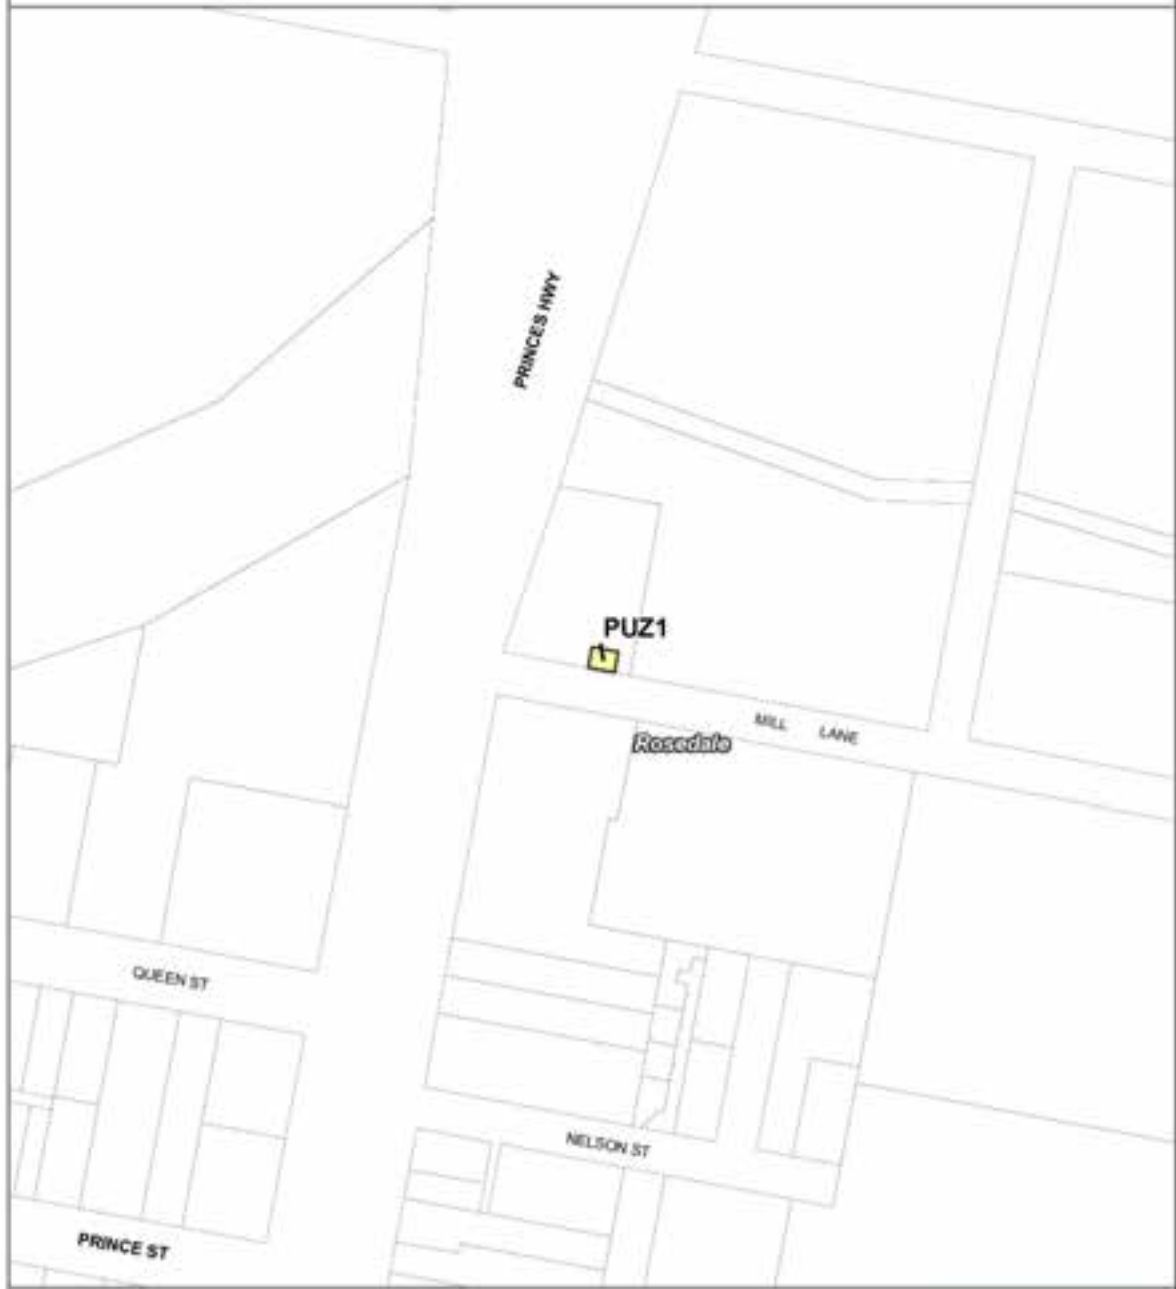 PRINCES HWY
PUZ1
MILL LANE
Rosedale
QUEEN ST
NELSON ST
PRINCE ST